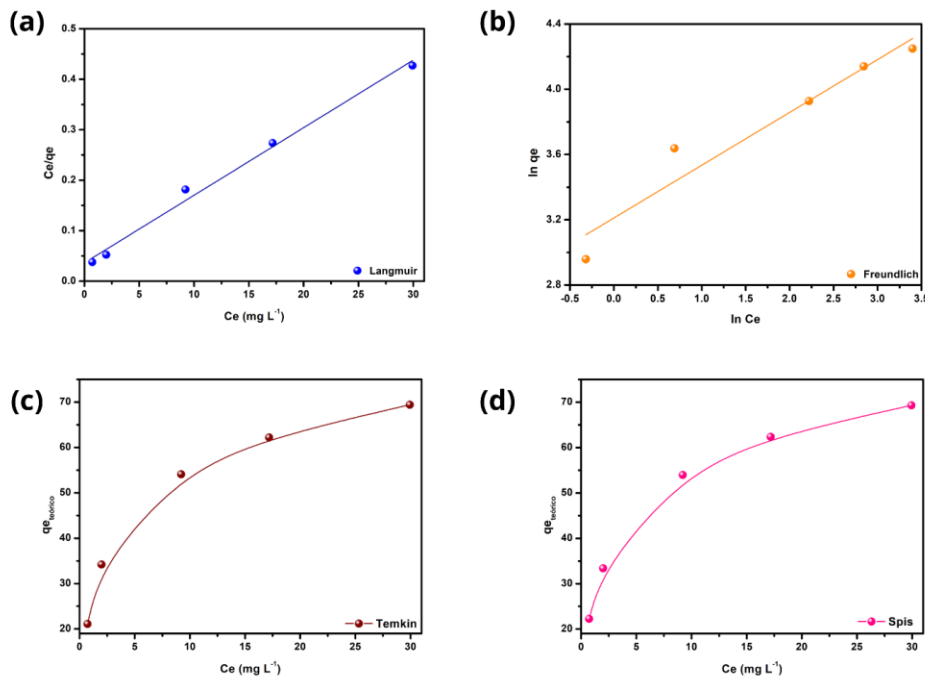 (a)
0.5
0.4
0.3
0.2
0.1
0.0
Ce/qe
0 5 10 15 20 25 30
Ce (mg L⁻¹)
Langmuir
(b)
4.4
4.0
3.6
3.2
2.8
ln qe
-0.5 0.0 0.5 1.0 1.5 2.0 2.5 3.0 3.5
ln Ce
Freundlich
(c)
70
60
50
40
30
20
qe teòrico
0 5 10 15 20 25 30
Ce (mg L⁻¹)
Temkin
(d)
70
60
50
40
30
20
qe teòrico
0 5 10 15 20 25 30
Ce (mg L⁻¹)
Spis